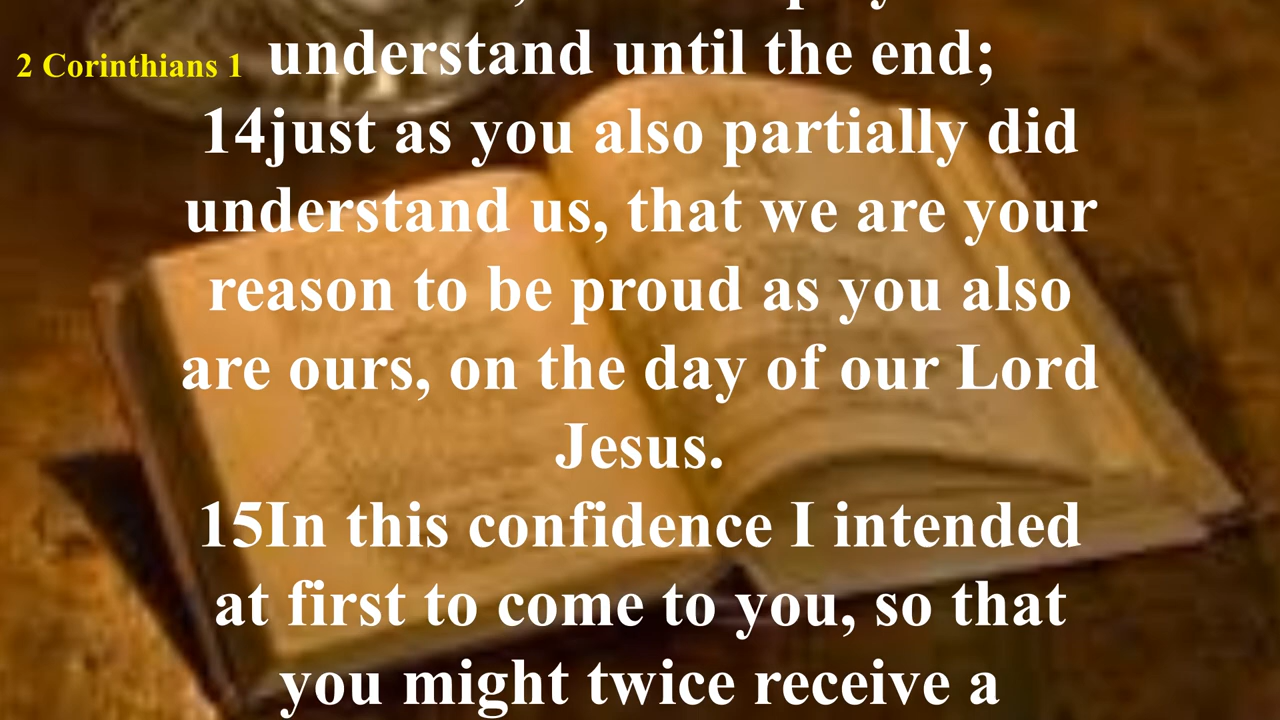 2 Corinthians 1
understand until the end;
14just as you also partially did
understand us, that we are your
reason to be proud as you also
are ours, on the day of our Lord
Jesus.
15In this confidence I intended
at first to come to you, so that
you might twice receive a